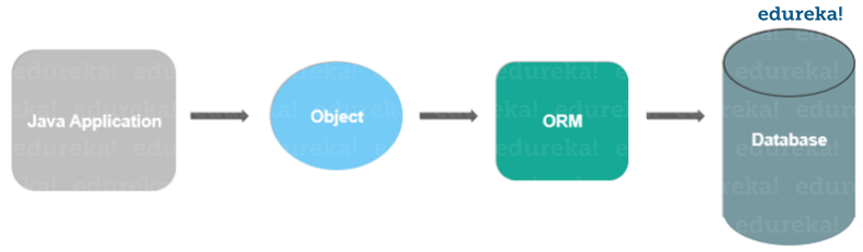 edureka!
Java Application
Object
ORM
Database